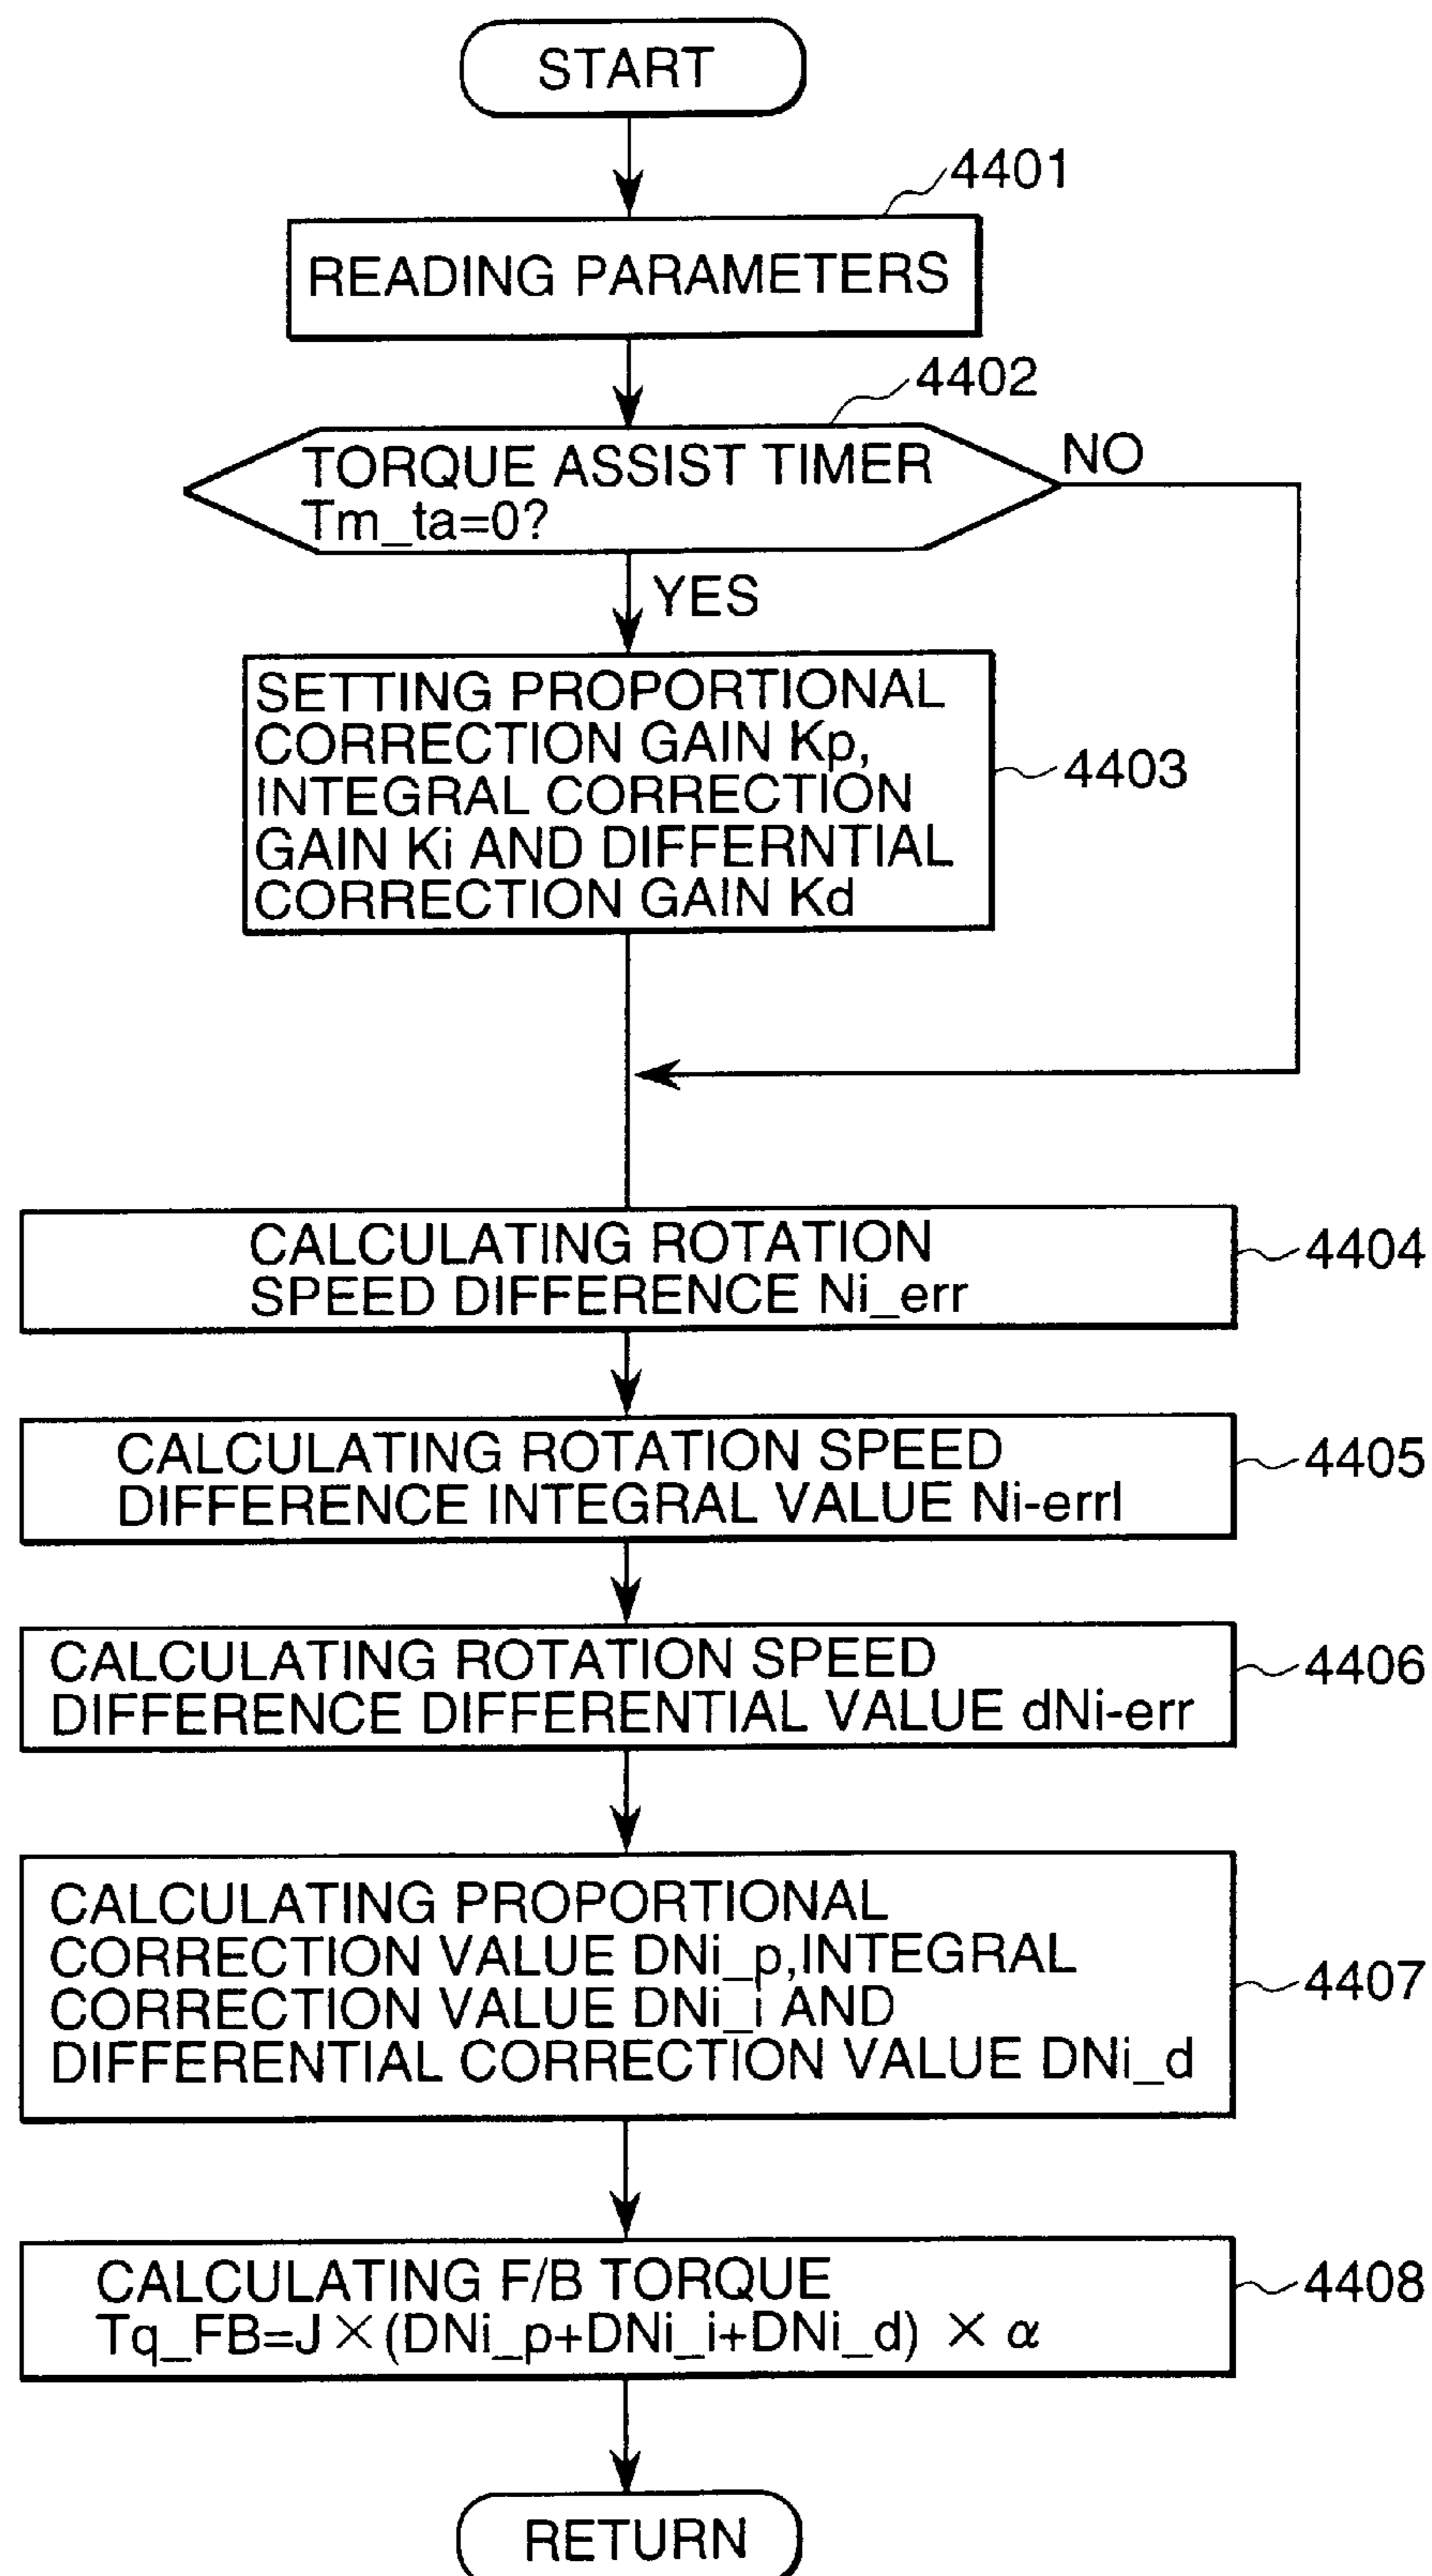 START
4401
READING PARAMETERS
4402
TORQUE ASSIST TIMER
Tm_ta=0?
NO
YES
SETTING PROPORTIONAL
CORRECTION GAIN Kp,
INTEGRAL CORRECTION
GAIN Ki AND DIFFERNTIAL
CORRECTION GAIN Kd
4403
CALCULATING ROTATION
SPEED DIFFERENCE Ni_err
4404
CALCULATING ROTATION SPEED
DIFFERENCE INTEGRAL VALUE Ni-errI
4405
CALCULATING ROTATION SPEED
DIFFERENCE DIFFERENTIAL VALUE dNi-err
4406
CALCULATING PROPORTIONAL
CORRECTION VALUE DNi_p,INTEGRAL
CORRECTION VALUE DNi_i AND
DIFFERENTIAL CORRECTION VALUE DNi_d
4407
CALCULATING F/B TORQUE
Tq_FB=J×(DNi_p+DNi_i+DNi_d) × α
4408
RETURN